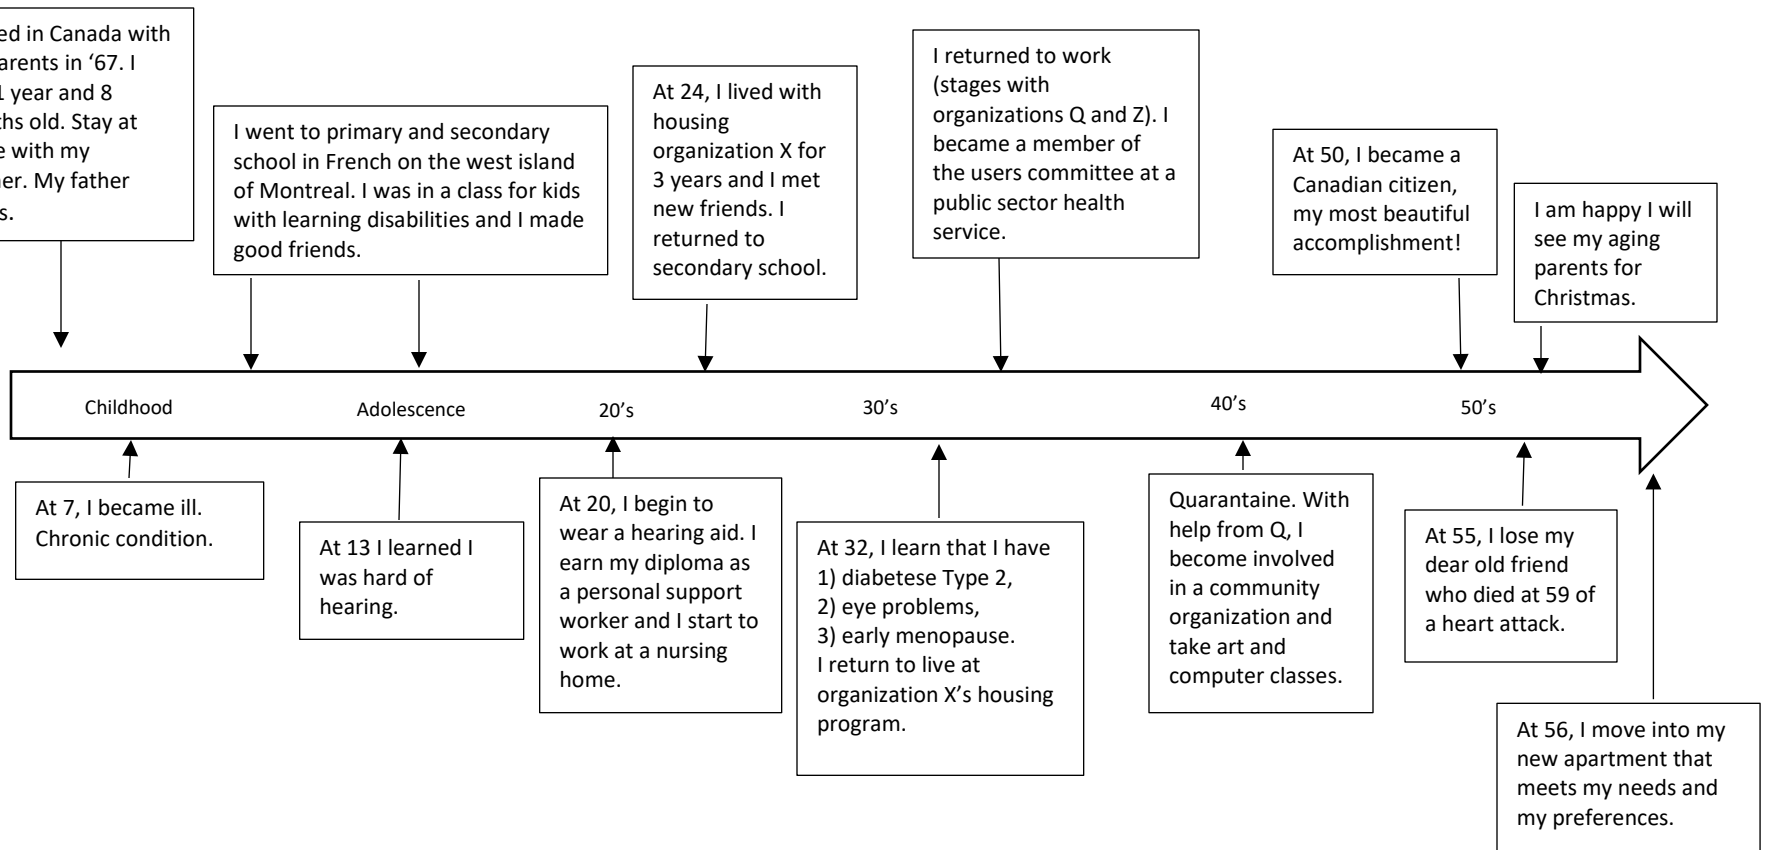 ed in Canada with
arents in ‘67. I
1 year and 8
ths old. Stay at
e with my
er. My father
s.
I went to primary and secondary
school in French on the west island
of Montreal. I was in a class for kids
with learning disabilities and I made
good friends.
At 24, I lived with
housing
organization X for
3 years and I met
new friends. I
returned to
secondary school.
I returned to work
(stages with
organizations Q and Z). I
became a member of
the users committee at a
public sector health
service.
At 50, I became a
Canadian citizen,
my most beautiful
accomplishment!
I am happy I will
see my aging
parents for
Christmas.
Childhood
Adolescence
20’s
30’s
40’s
50’s
At 7, I became ill.
Chronic condition.
At 13 I learned I
was hard of
hearing.
At 20, I begin to
wear a hearing aid. I
earn my diploma as
a personal support
worker and I start to
work at a nursing
home.
At 32, I learn that I have
1) diabetese Type 2,
2) eye problems,
3) early menopause.
I return to live at
organization X’s housing
program.
Quarantaine. With
help from Q, I
become involved
in a community
organization and
take art and
computer classes.
At 55, I lose my
dear old friend
who died at 59 of
a heart attack.
At 56, I move into my
new apartment that
meets my needs and
my preferences.